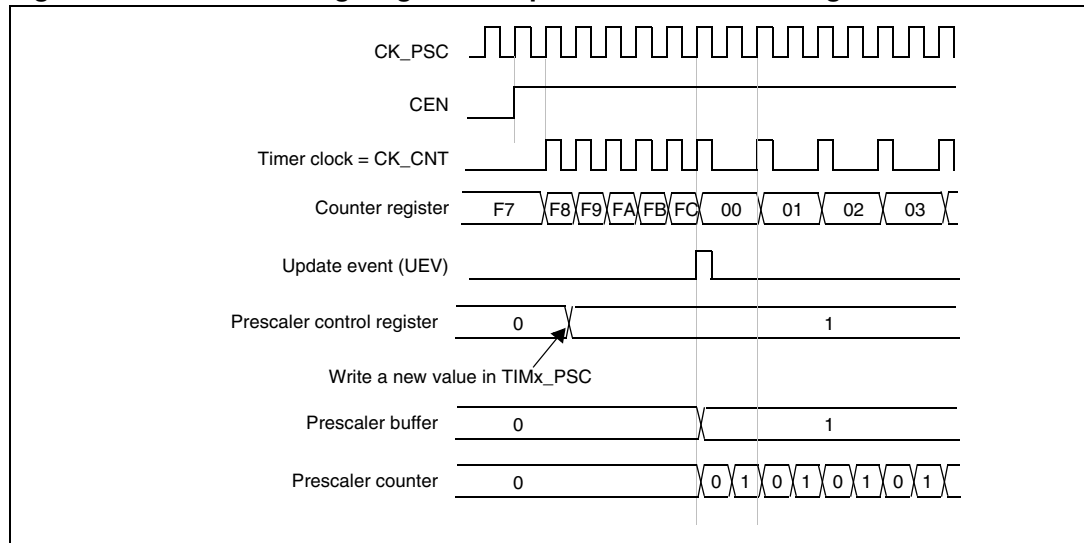 CK_PSC
CEN
Timer clock = CK_CNT
Counter register F7 F8 F9 FA FB FC 00 01 02 03
Update event (UEV)
Prescaler control register 0 1
Write a new value in TIMx_PSC
Prescaler buffer 0 1
Prescaler counter 0 0 1 0 1 0 1 0 1